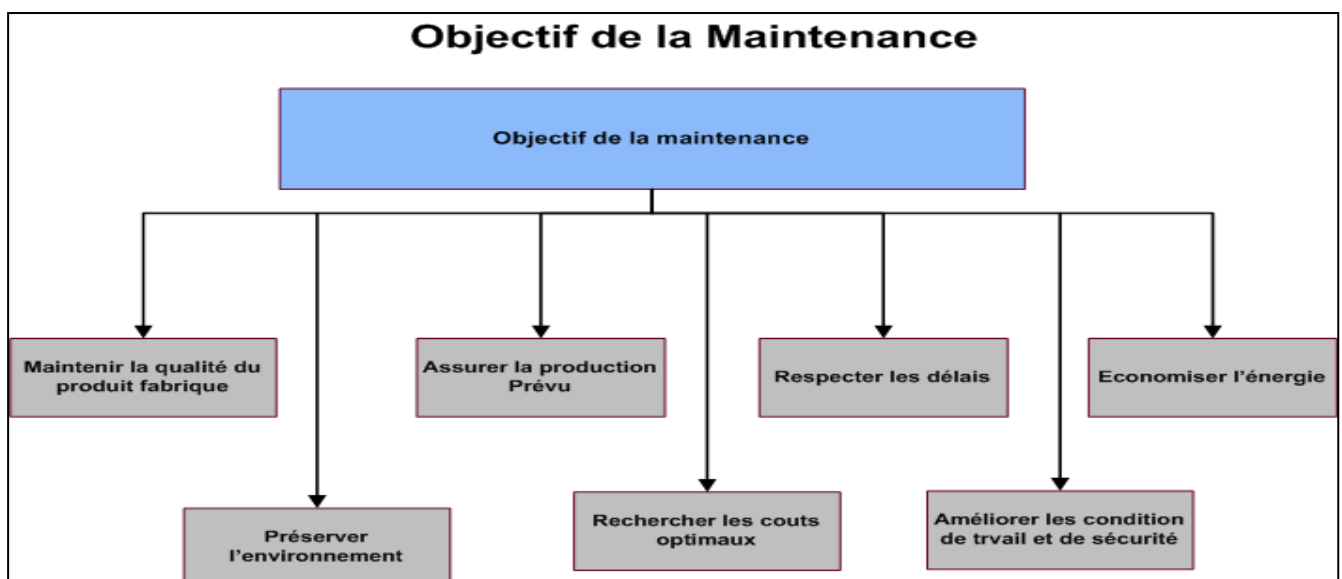 Objectif de la Maintenance
Objectif de la maintenance
Maintenir la qualité du
produit fabrique
Assurer la production
Prévu
Respecter les délais
Economiser l’énergie
Préserver
l’environnement
Rechercher les couts
optimaux
Améliorer les condition
de trvail et de sécurité